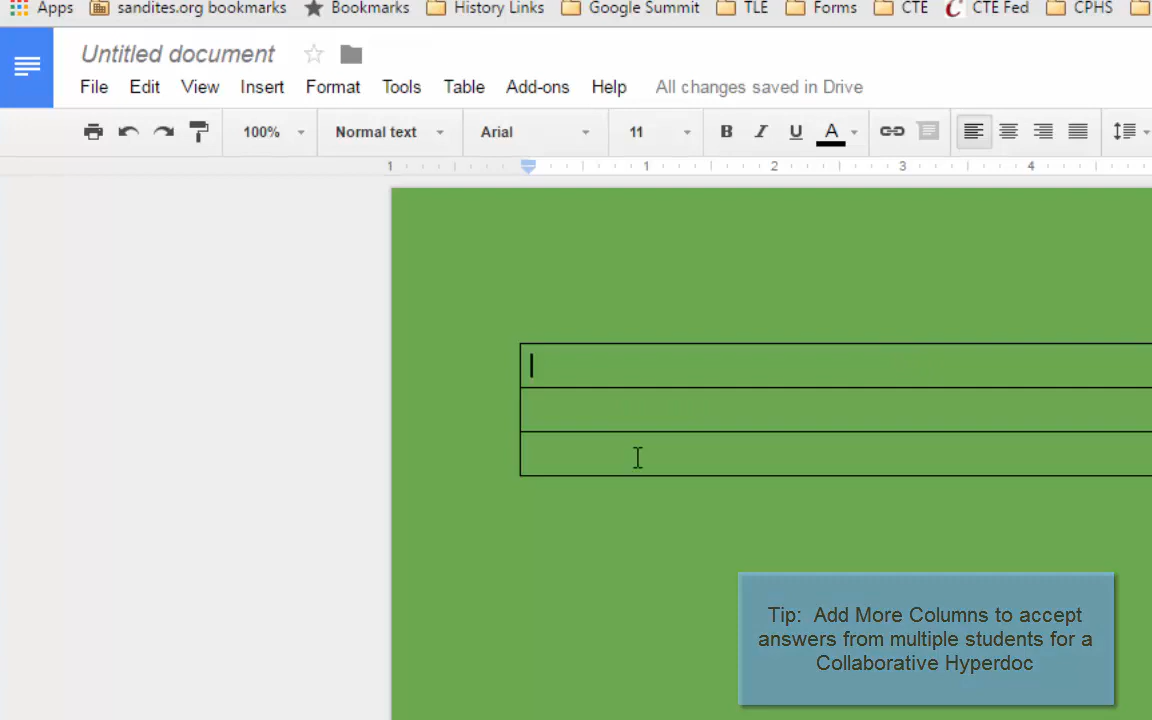 Apps sandites.org bookmarks Bookmarks History Links Google Summit TLE Forms CTE CTE Fed CPHS
Untitled document
File Edit View Insert Format Tools Table Add-ons Help All changes saved in Drive
100% Normal text Arial 11 B I U A
1 1 2 3 4
Tip: Add More Columns to accept
answers from multiple students for a
Collaborative Hyperdoc